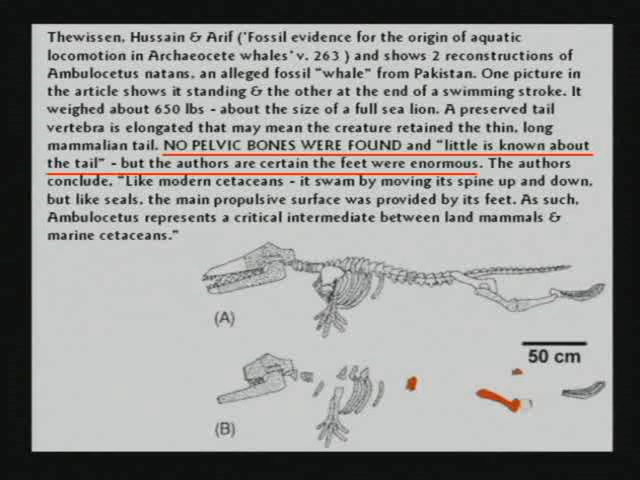 Thewissen, Hussain & Arif ("Fossil evidence for the origin of aquatic
locomotion in Archaeocete whales" v. 263 ) and shows 2 reconstructions of
Ambulocetus natans, an alleged fossil "whale" from Pakistan. One picture in
the article shows it standing & the other at the end of a swimming stroke. It
weighed about 650 lbs - about the size of a full sea lion. A preserved tail
vertebra is elongated that may mean the creature retained the thin, long
mammalian tail. NO PELVIC BONES WERE FOUND and "little is known about
the tail" - but the authors are certain the feet were enormous. The authors
conclude, "Like modern cetaceans - it swam by moving its spine up and down,
but like seals, the main propulsive surface was provided by its feet. As such,
Ambulocetus represents a critical intermediate between land mammals &
marine cetaceans."
(A)
50 cm
(B)